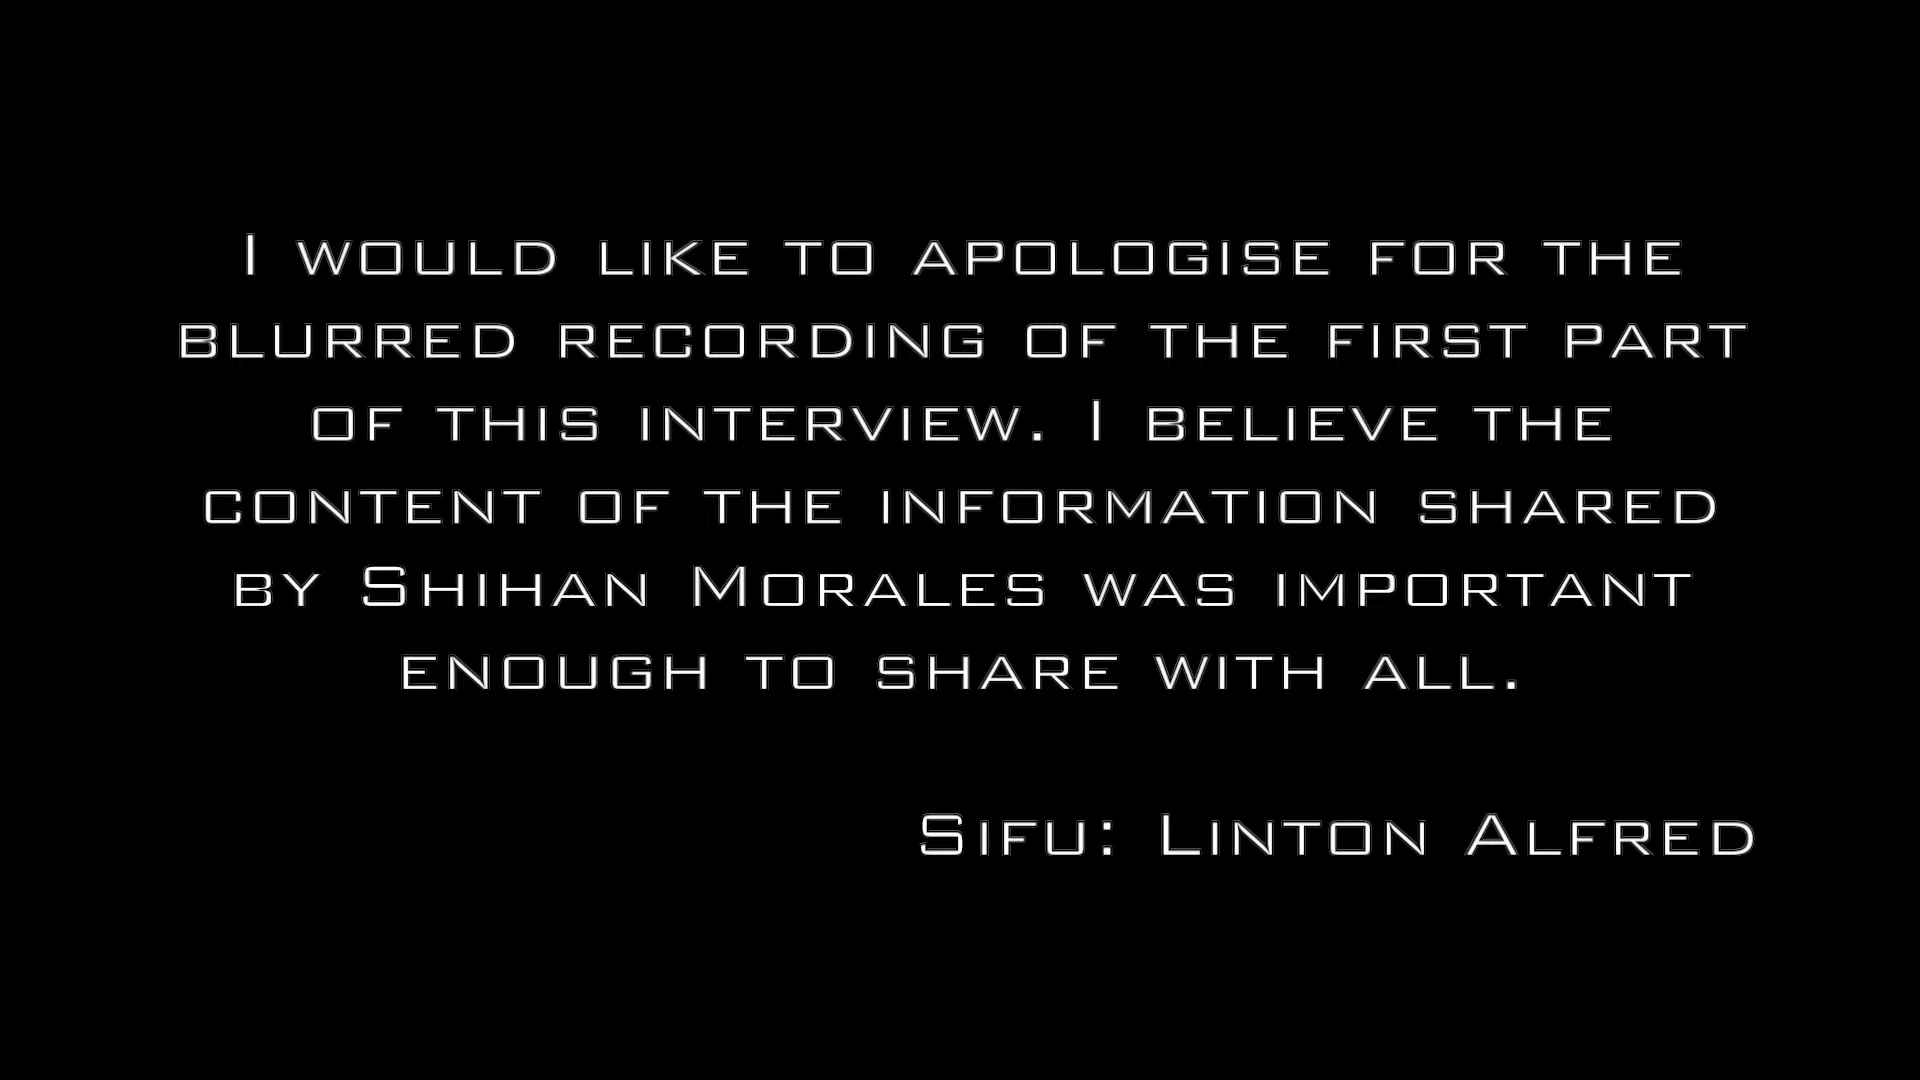 I would like to apologise for the
blurred recording of the first part
of this interview. I believe the
content of the information shared
by Shihan Morales was important
enough to share with all.
Sifu: Linton Alfred